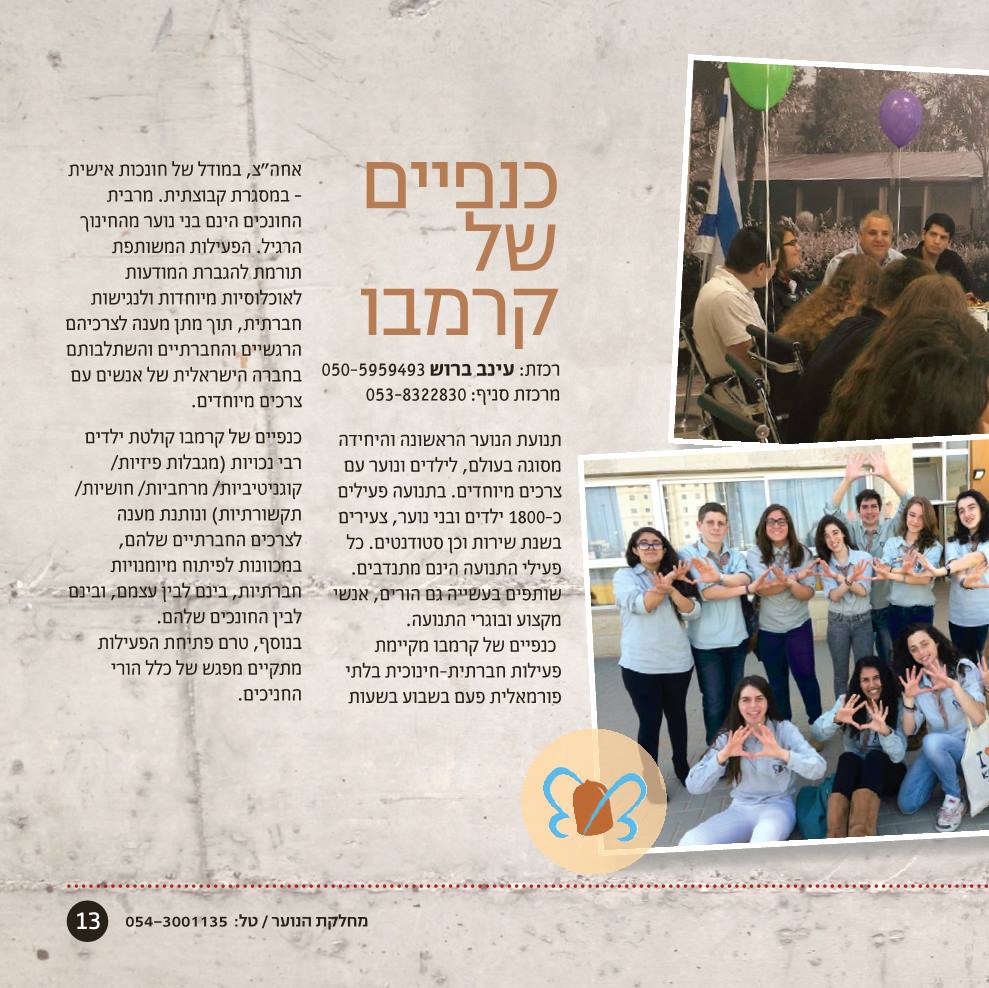 כנפיים
של
קרמבו
רכזת: עינב ברוש 050-5959493
מרכזת סניף: 053-8322830
תנועת הנוער הראשונה והיחידה
מסוגה בעולם, לילדים ונוער עם
צרכים מיוחדים. בתנועה פעילים
כ-1800 ילדים ובני נוער, צעירים
בשנת שירות וכן סטודנטים. כל
פעילי התנועה הינם מתנדבים.
שותפים בעשייה גם הורים, אנשי
מקצוע ובוגרי התנועה.
כנפיים של קרמבו מקיימת
פעילות חברתית-חינוכית בלתי
פורמאלית פעם בשבוע בשעות
אחה״צ, במודל של חונכות אישית
- במסגרת קבוצתית. מרבית
החונכים הינם בני נוער מהחינוך
הרגיל. הפעילות המשותפת
תורמת להגברת המודעות
לאוכלוסיות מיוחדות ולנגישות
חברתית, תוך מתן מענה לצרכיהם
הרגשיים והחברתיים והשתלבותם
בחברה הישראלית של אנשים עם
צרכים מיוחדים.
כנפיים של קרמבו קולטת ילדים
רבי נכויות (מגבלות פיזיות/
קוגניטיביות/ מרחביות/ חושיות/
תקשורתיות) ונותנת מענה
לצרכים החברתיים שלהם,
במכוונות לפיתוח מיומנויות
חברתיות, בינם לבין עצמם, ובינם
לבין החונכים שלהם.
בנוסף, טרם פתיחת הפעילות
מתקיים מפגש של כלל הורי
החניכים.
מחלקת הנוער / טל: 054-3001135
13